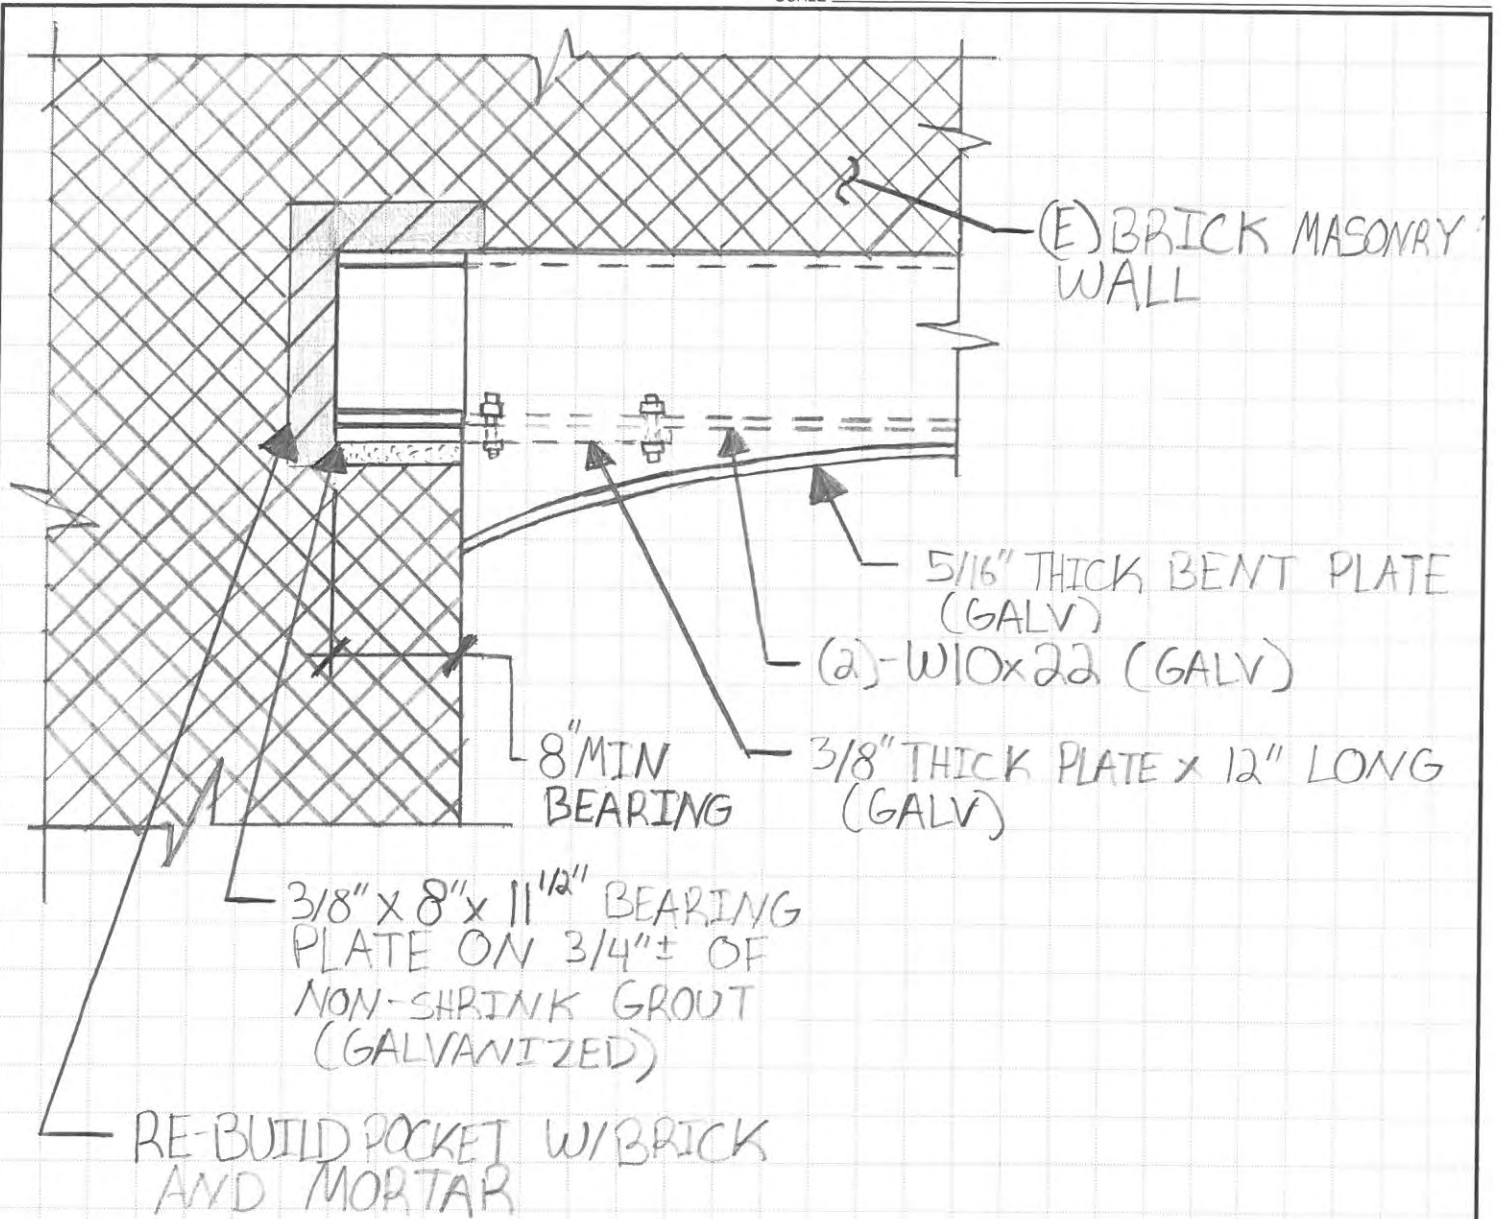 (E) BRICK MASONRY
WALL
5/16" THICK BENT PLATE
(GALV)
(2)-W10x22 (GALV)
3/8" THICK PLATE x 12" LONG
(GALV)
8" MIN
BEARING
3/8" X 8" x 11 1/2" BEARING
PLATE ON 3/4"± OF
NON-SHRINK GROUT
(GALVANIZED)
RE-BUILD POCKET W/ BRICK
AND MORTAR